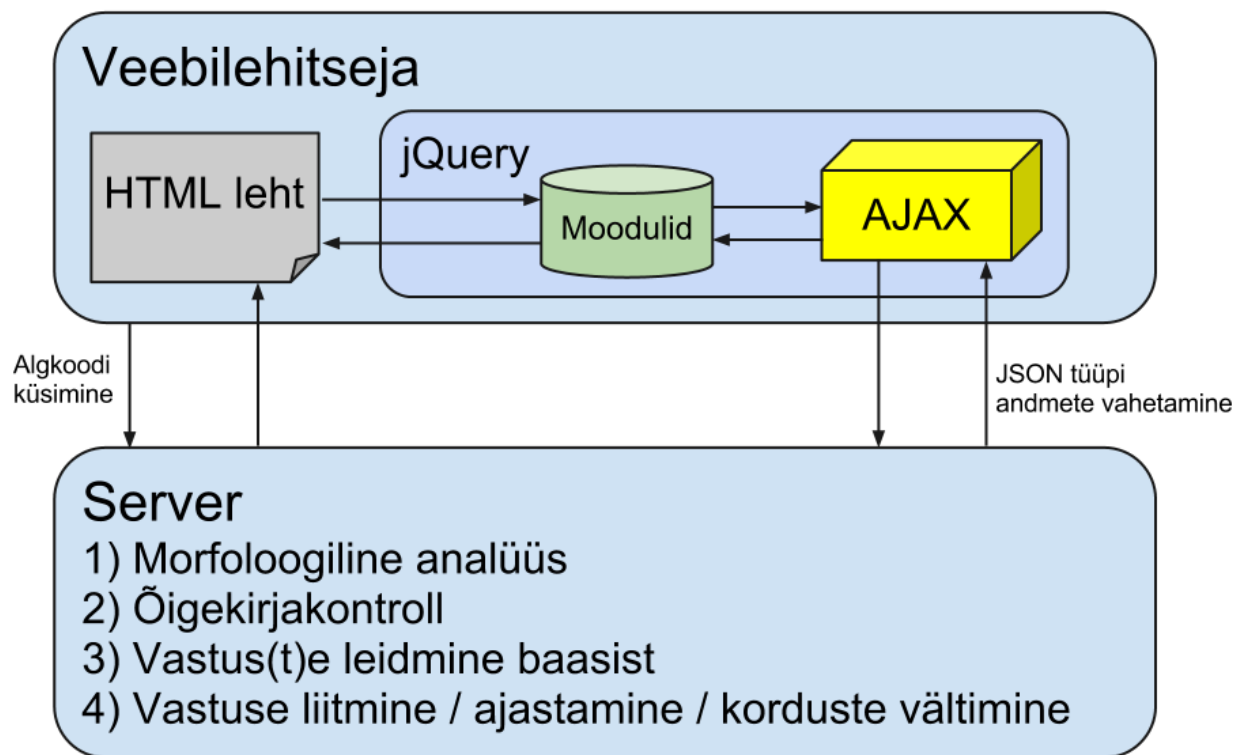 Veebilehitseja
jQuery
HTML leht
Moodulid
AJAX
Algkoodi
küsimine
JSON tüüpi
andmete vahetamine
Server
1) Morfoloogiline analüüs
2) Õigekirjakontroll
3) Vastus(t)e leidmine baasist
4) Vastuse liitmine / ajastamine / korduste vältimine